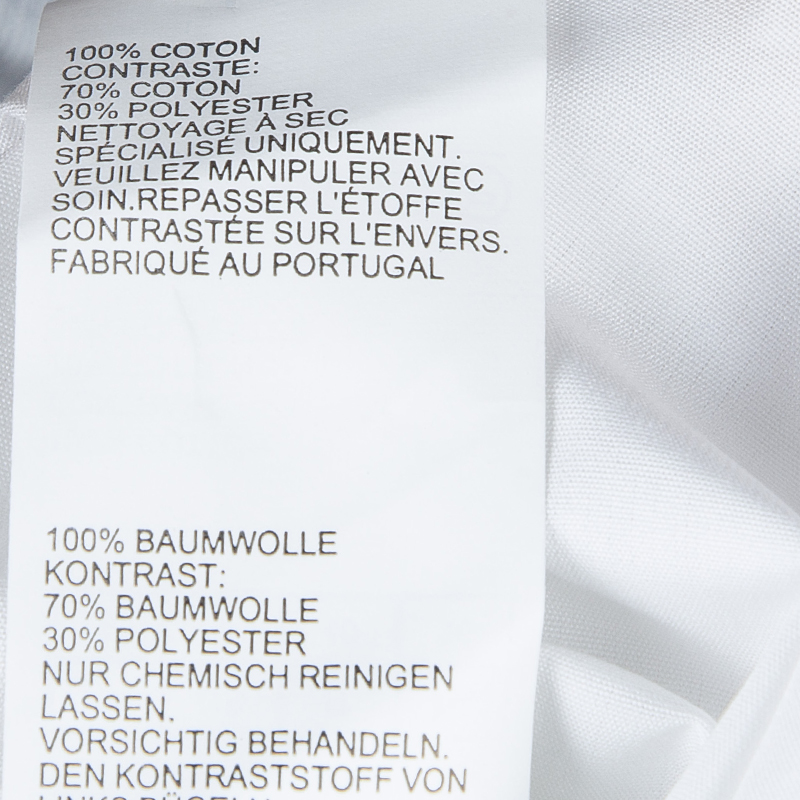 100% COTON
CONTRASTE:
70% COTON
30% POLYESTER
NETTOYAGE À SEC
SPÉCIALISÉ UNIQUEMENT.
VEUILLEZ MANIPULER AVEC
SOIN.REPASSER L'ÉTOFFE
CONTRASTÉE SUR L'ENVERS.
FABRIQUÉ AU PORTUGAL
100% BAUMWOLLE
KONTRAST:
70% BAUMWOLLE
30% POLYESTER
NUR CHEMISCH REINIGEN
LASSEN.
VORSICHTIG BEHANDELN.
DEN KONTRASTSTOFF VON
LINKS BÜGELN